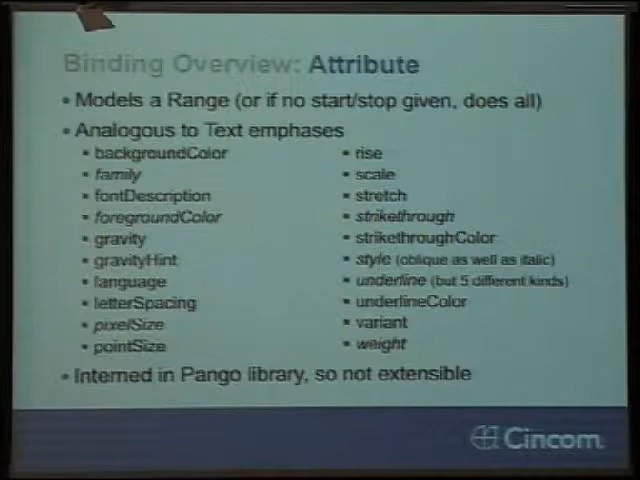 Binding Overview: Attribute
• Models a Range (or if no start/stop given, does all)
• Analogous to Text emphases
• backgroundColor
• family
• fontDescription
• foregroundColor
• gravity
• gravityHint
• language
• letterSpacing
• pixelSize
• pointSize
• rise
• scale
• stretch
• strikethrough
• strikethroughColor
• style (oblique as well as italic)
• underline (but 5 different kinds)
• underlineColor
• variant
• weight
• Interned in Pango library, so not extensible
Cincom